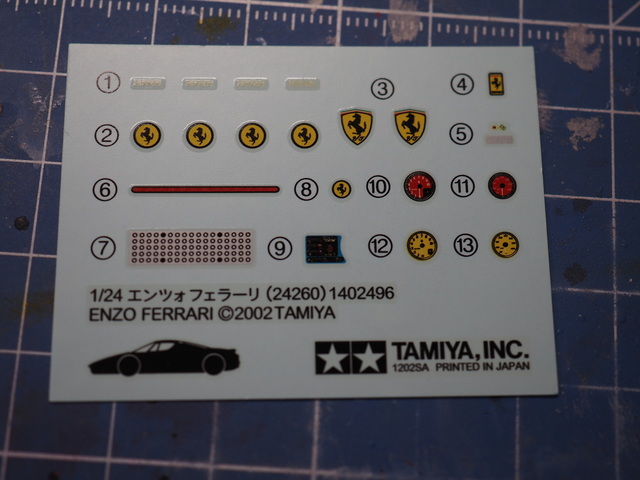 ① ③ ④
② ⑤
⑥ ⑧ ⑩ ⑪
⑦ ⑨ ⑫ ⑬
1/24 エンツォフェラーリ (24260) 1402496
ENZO FERRARI ©2002 TAMIYA
TAMIYA, INC.
1202SA PRINTED IN JAPAN